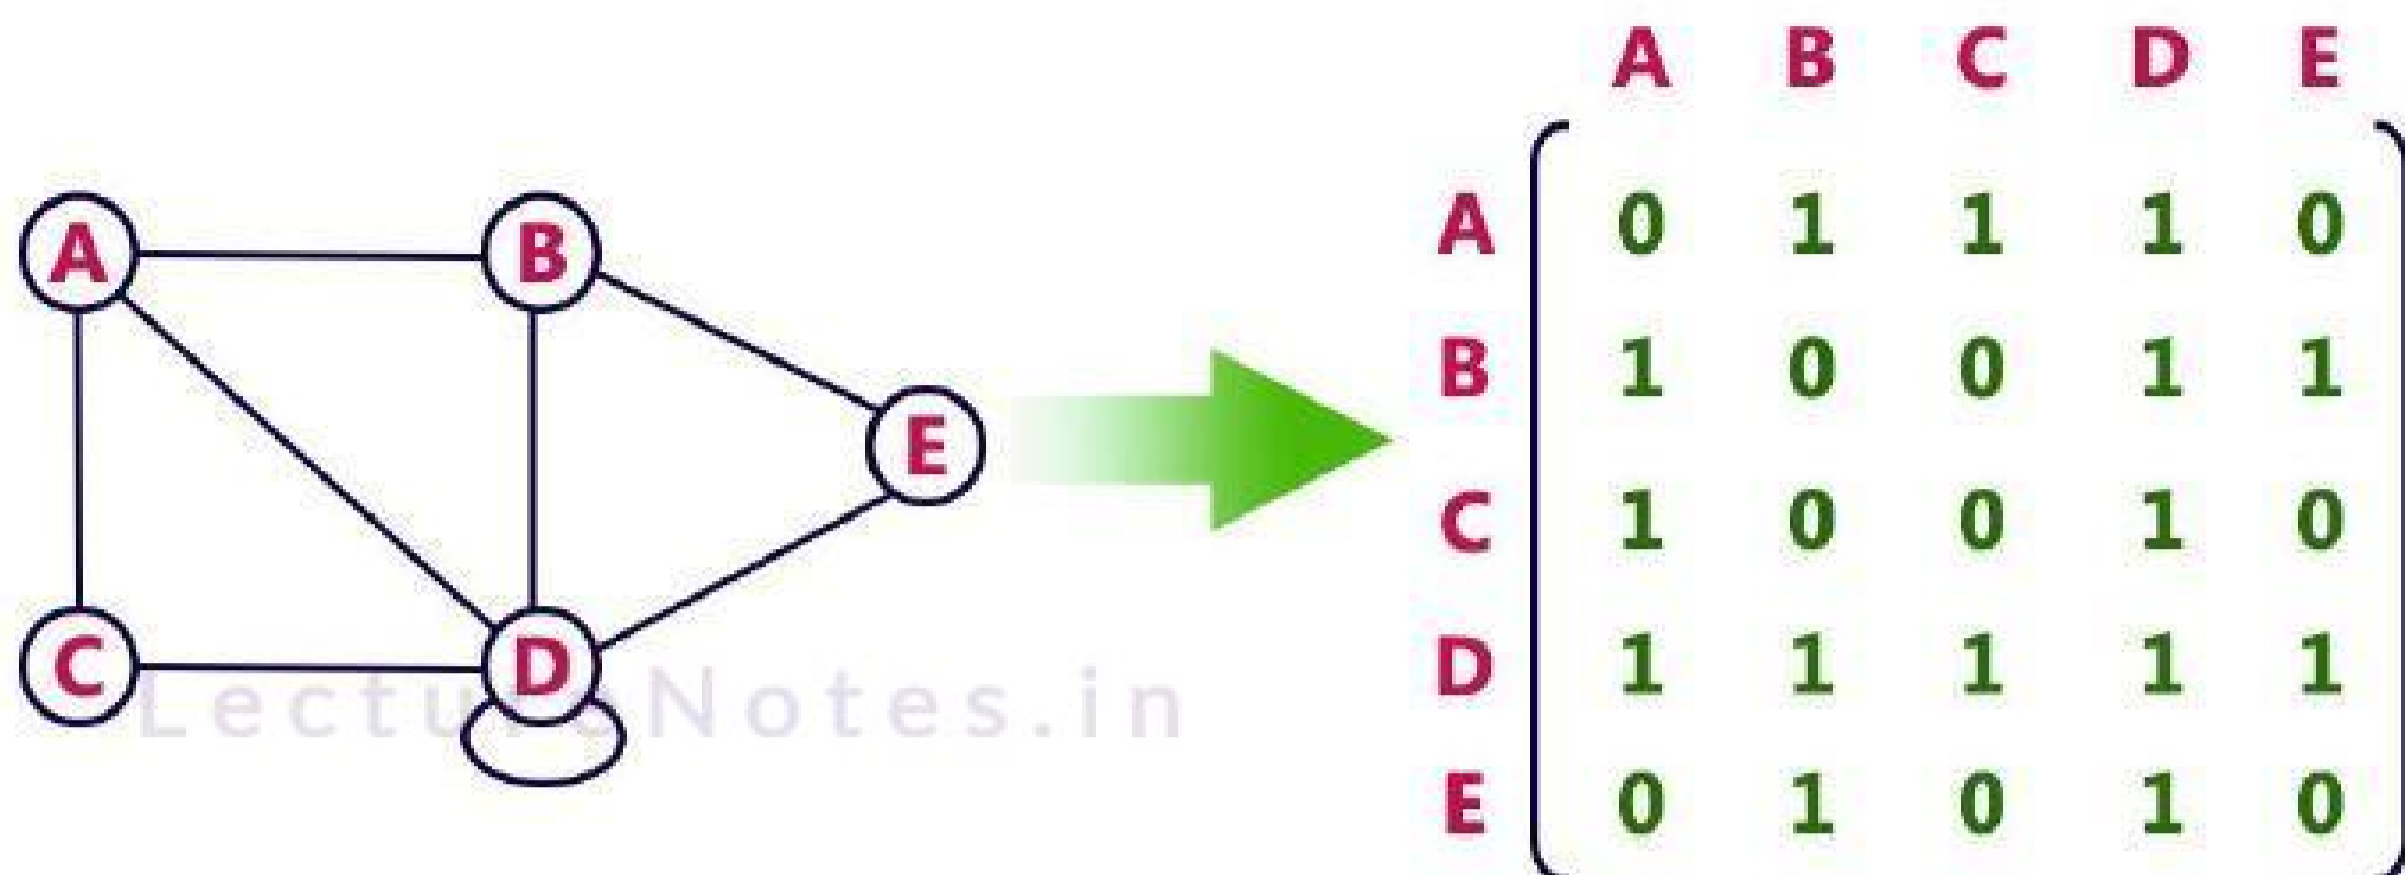 A B C D E
A 0 1 1 1 0
A B
B 1 0 0 1 1
E
C 1 0 0 1 0
C D
D 1 1 1 1 1
LectureNotes.in
E 0 1 0 1 0